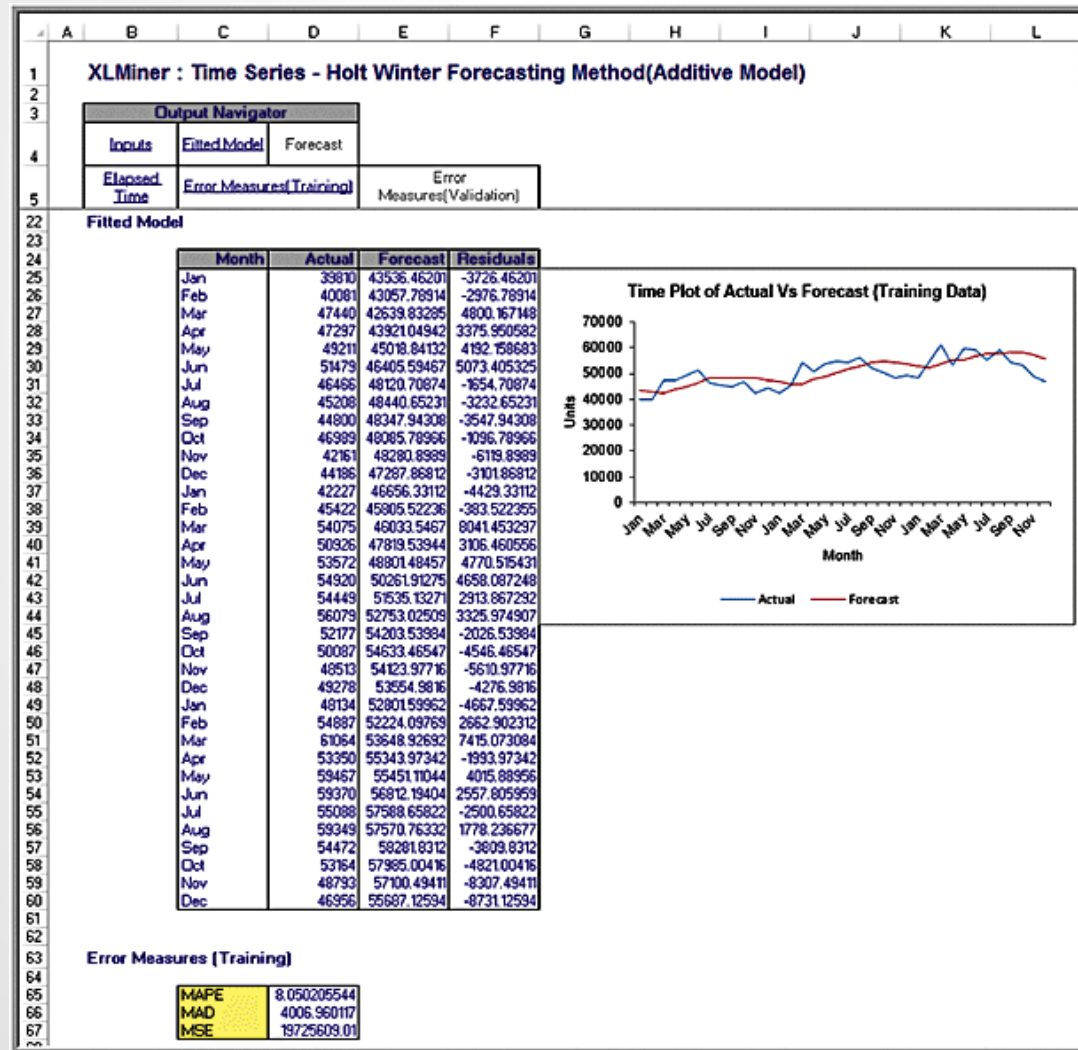 A B C D E F G H I J K L
1 XLMiner : Time Series - Holt Winter Forecasting Method(Additive Model)
2
3 Output Navigator
4 Inputs Fitted Model Forecast
5 Elapsed Time Error Measures(Training) Error Measures(Validation)
22 Fitted Model
23
24 Month Actual Forecast Residuals
25 Jan 39810 43536.46201 -3726.46201
26 Feb 40081 43057.78914 -2976.78914
27 Mar 47440 42639.83285 4800.167148
28 Apr 47297 43921.04942 3375.950582
29 May 49211 45018.84132 4192.158683
30 Jun 51479 46405.59467 5073.405325
31 Jul 46466 48120.70874 -1654.70874
32 Aug 45208 48440.65231 -3232.65231
33 Sep 44800 48347.94308 -3547.94308
34 Oct 46989 48085.78966 -1096.78966
35 Nov 42161 48280.8989 -6119.8989
36 Dec 44186 47287.86812 -3101.86812
37 Jan 42227 46656.33112 -4429.33112
38 Feb 45422 45805.52236 -383.522355
39 Mar 54075 46033.5467 8041.453297
40 Apr 50926 47819.53944 3106.460556
41 May 53572 48801.48457 4770.515431
42 Jun 54920 50261.91275 4658.087248
43 Jul 54449 51535.13271 2913.867292
44 Aug 56079 52753.02509 3325.974907
45 Sep 52177 54203.53984 -2026.53984
46 Oct 50087 54633.46547 -4546.46547
47 Nov 48513 54123.97716 -5610.97716
48 Dec 49278 53554.9816 -4276.9816
49 Jan 48134 52801.59962 -4667.59962
50 Feb 54887 52224.09769 2662.902312
51 Mar 61064 53648.92692 7415.073084
52 Apr 53350 55343.97342 -1993.97342
53 May 59467 55451.11044 4015.88956
54 Jun 59370 56812.19404 2557.805959
55 Jul 55088 57588.65822 -2500.65822
56 Aug 59349 57570.76332 1778.236677
57 Sep 54472 58281.8312 -3809.8312
58 Oct 53164 57985.00416 -4821.00416
59 Nov 48793 57100.49411 -8307.49411
60 Dec 46956 55687.12594 -8731.12594
61
62
63 Error Measures (Training)
64
65 MAPE 8.050205544
66 MAD 4006.960117
67 MSE 19725609.01
Time Plot of Actual Vs Forecast (Training Data)
70000
60000
50000
40000
30000
20000
10000
0
Units
Jan Mar May Jul Sep Nov Jan Mar May Jul Sep Nov Jan Mar May Jul Sep Nov
Month
Actual Forecast